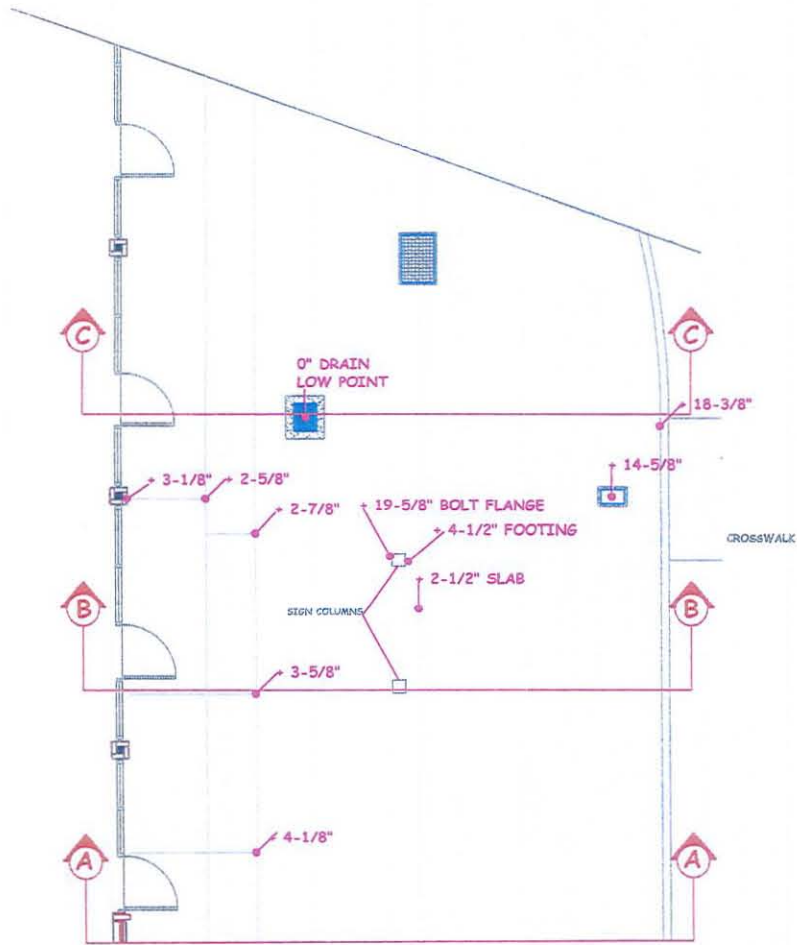 C
C
0" DRAIN
LOW POINT
+ 18-3/8"
+ 3-1/8"
+ 2-5/8"
+ 14-5/8"
+ 2-7/8"
+ 19-5/8" BOLT FLANGE
+ 4-1/2" FOOTING
CROSSWALK
+ 2-1/2" SLAB
B
SIGN COLUMNS
B
+ 3-5/8"
+ 4-1/8"
A
A